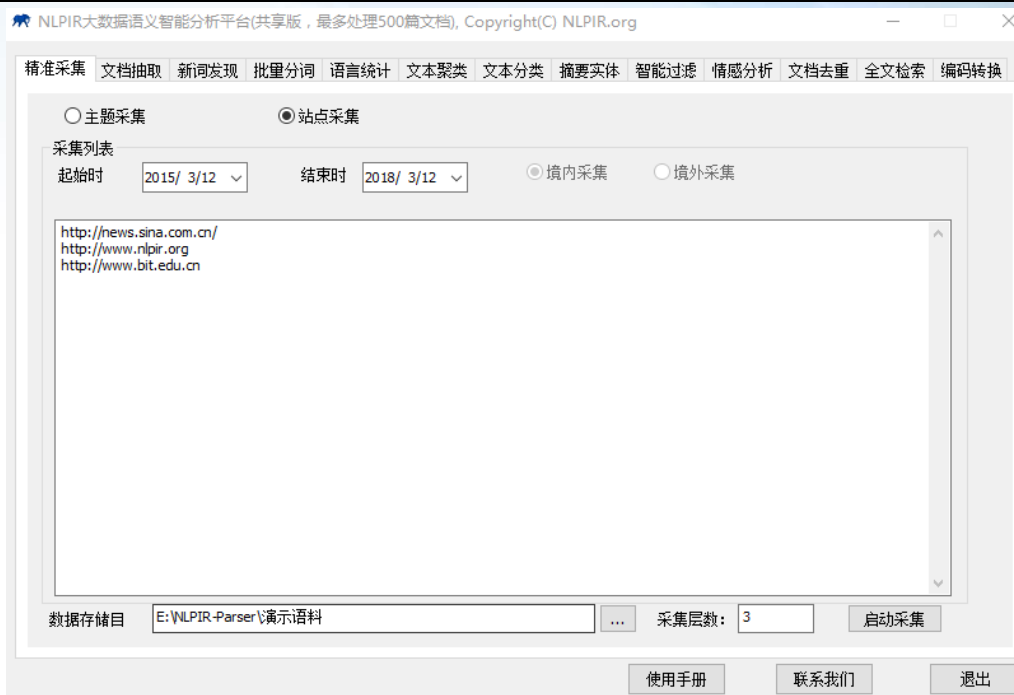 NLPIR大数据语义智能分析平台(共享版，最多处理500篇文档), Copyright(C) NLPIR.org
精准采集 文档抽取 新词发现 批量分词 语言统计 文本聚类 文本分类 摘要实体 智能过滤 情感分析 文档去重 全文检索 编码转换
主题采集 站点采集
采集列表
起始时 2015/ 3/12 结束时 2018/ 3/12 境内采集 境外采集
http://news.sina.com.cn/
http://www.nlpir.org
http://www.bit.edu.cn
数据存储目 E:\NLPIR-Parser\演示语料 ... 采集层数： 3 启动采集
使用手册 联系我们 退出